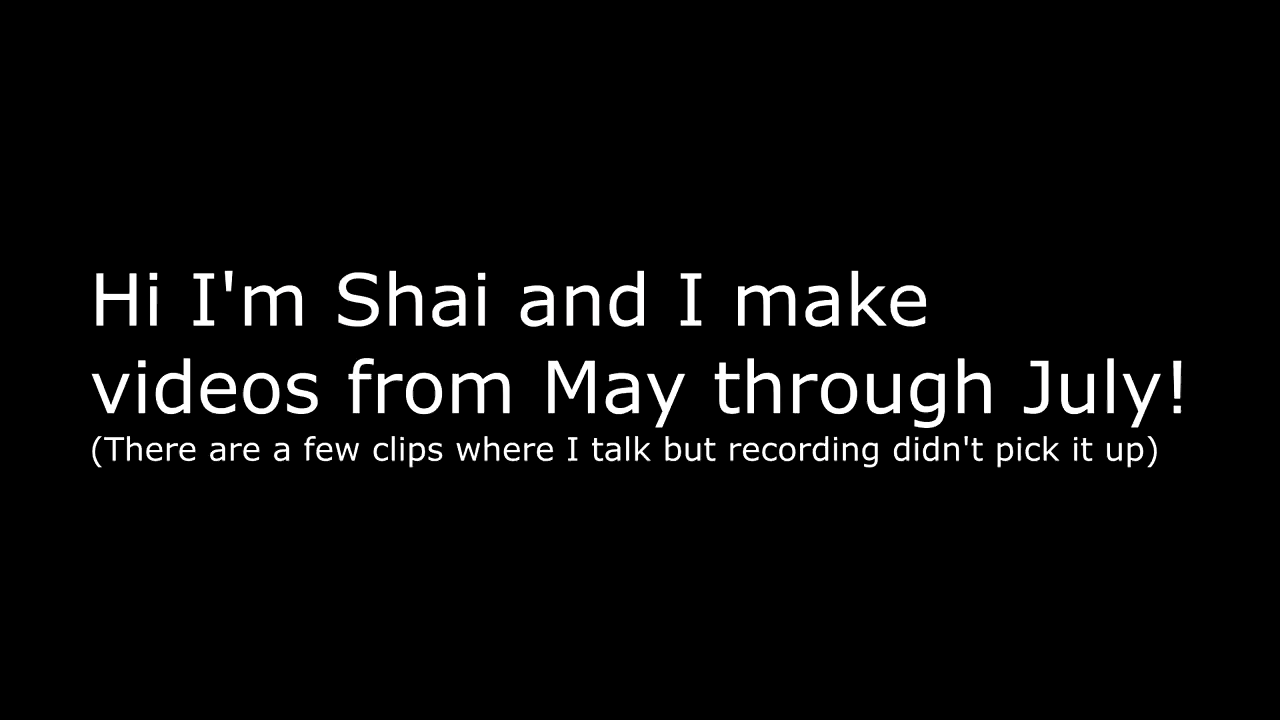 Hi I'm Shai and I make
videos from May through July!
(There are a few clips where I talk but recording didn't pick it up)